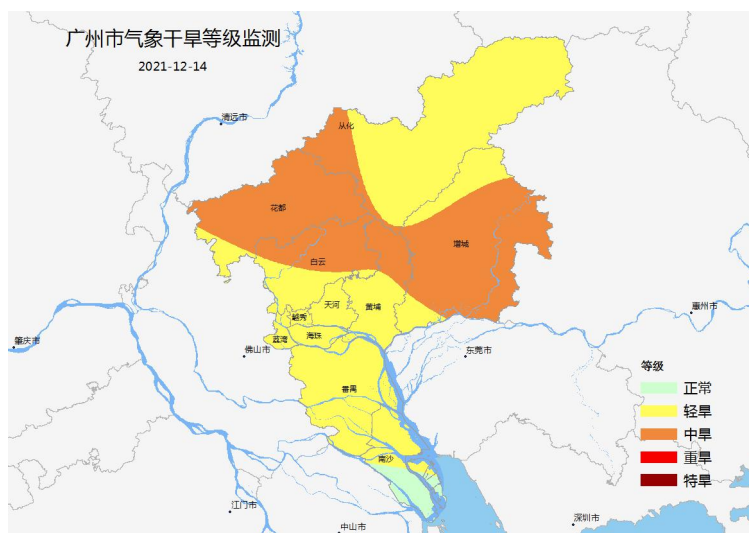 广州市气象干旱等级监测
2021-12-14
清远市
从化
花都
增城
白云
天河
黄埔
越秀
荔湾
海珠
惠州市
肇庆市
佛山市
东莞市
番禺
南沙
江门市
中山市
深圳市
等级
正常
轻旱
中旱
重旱
特旱